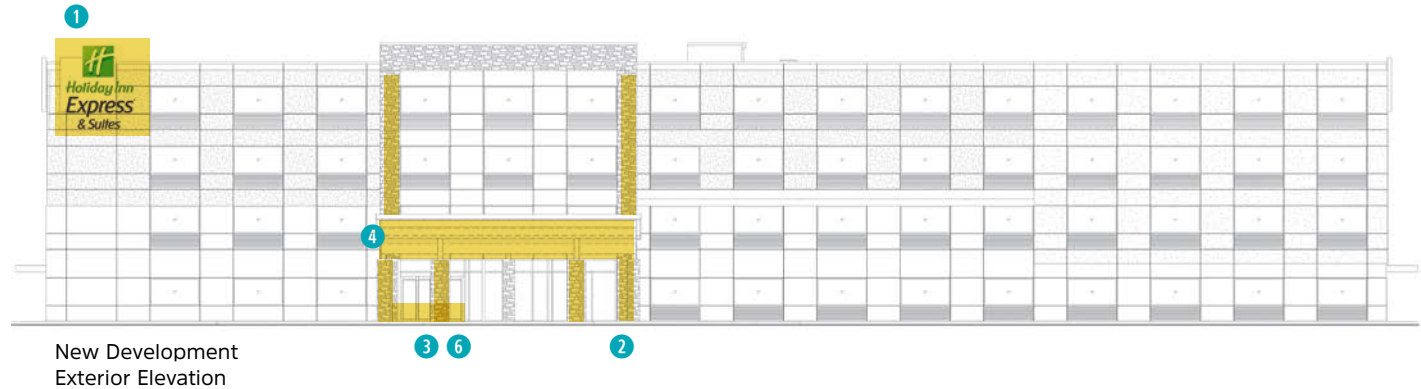 1
H
Holiday Inn
Express
& Suites
4
3 6 2
New Development
Exterior Elevation